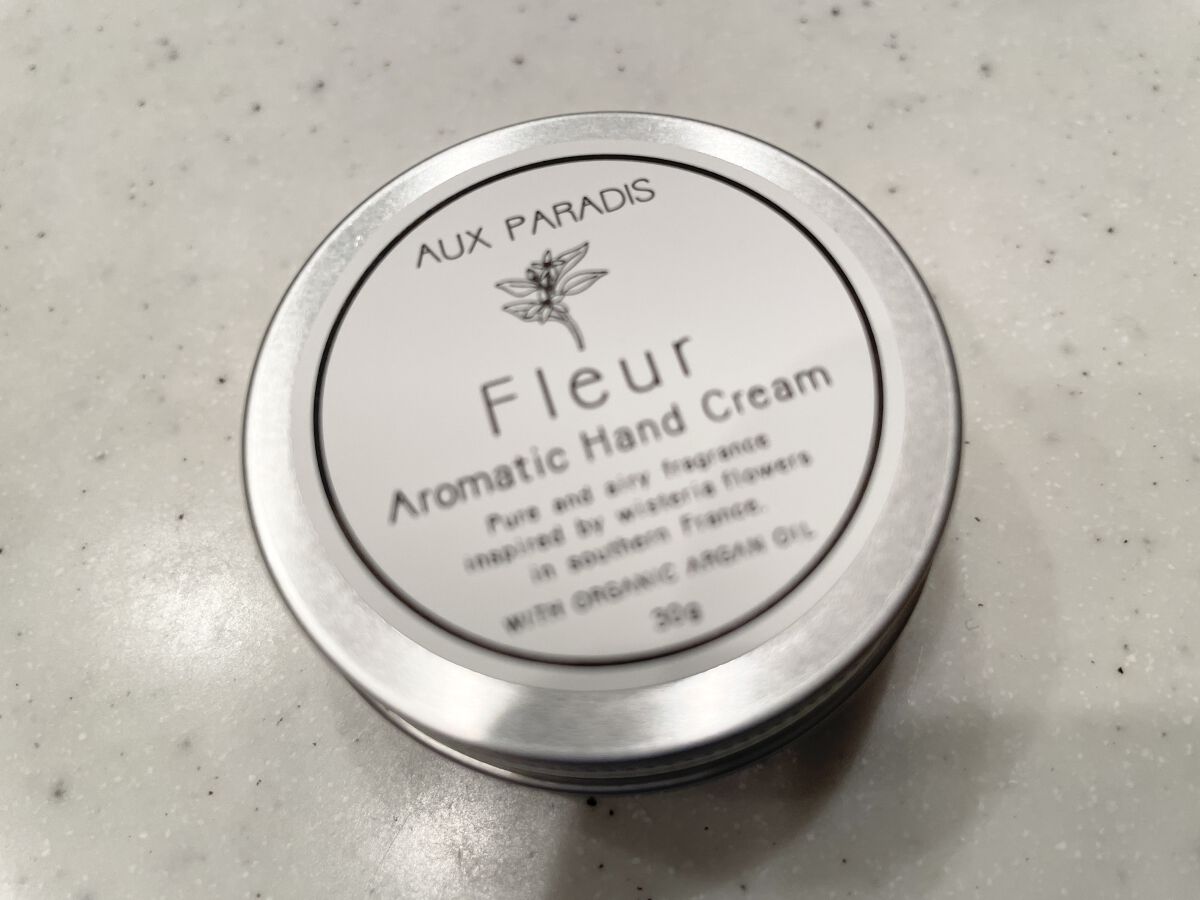 AUX PARADIS
Fleur
Aromatic Hand Cream
Pure and airy fragrance
inspired by wisteria flowers
in southern France.
WITH ORGANIC ARGAN OIL
30g